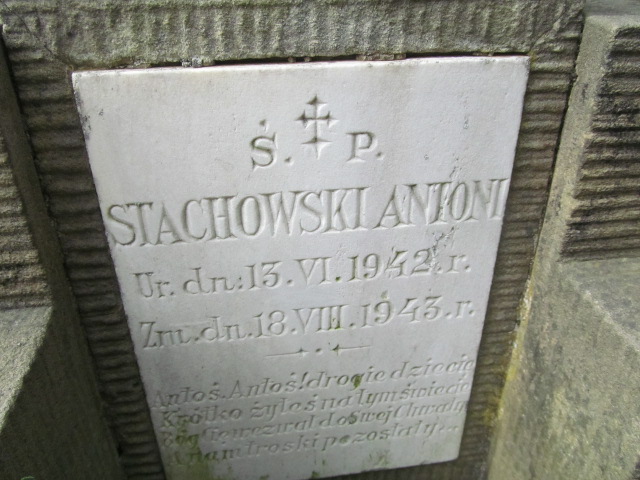 Ś. P.
STACHOWSKI ANTONI
Ur. dn: 13. VI. 1942. r.
Zm. dn. 18. VIII. 1943. r.
Antoś, Antoś! drogie dziecię
Krótko żyłeś na tym świecie
Bóg Cię wezwał do Swej Chwały
A nam troski pozostały...